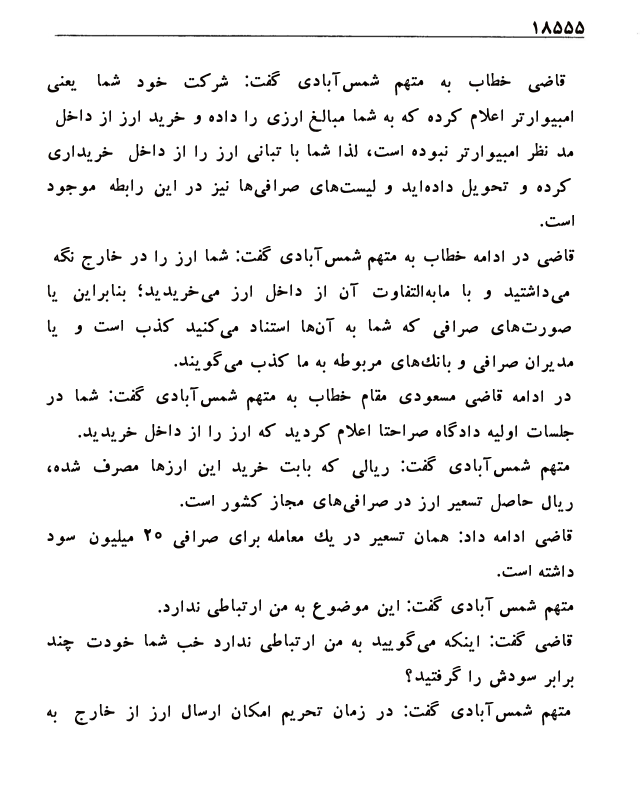 ۱۸۵۵۵
قاضی خطاب به متهم شمس‌آبادی گفت: شرکت خود شما یعنی
امبیوارتر اعلام کرده که به شما مبالغ ارزی را داده و خرید ارز از داخل
مد نظر امبیوارتر نبوده است، لذا شما با تبانی ارز را از داخل خریداری
کرده و تحویل داده‌اید و لیست‌های صرافی‌ها نیز در این رابطه موجود
است.
قاضی در ادامه خطاب به متهم شمس‌آبادی گفت: شما ارز را در خارج نگه
می‌داشتید و با مابه‌التفاوت آن از داخل ارز می‌خریدید؛ بنابراین یا
صورت‌های صرافی که شما به آن‌ها استناد می‌کنید کذب است و یا
مدیران صرافی و بانك‌های مربوطه به ما کذب می‌گویند.
در ادامه قاضی مسعودی مقام خطاب به متهم شمس‌آبادی گفت: شما در
جلسات اولیه دادگاه صراحتا اعلام کردید که ارز را از داخل خریدید.
متهم شمس‌آبادی گفت: ریالی که بابت خرید این ارزها مصرف شده،
ریال حاصل تسعیر ارز در صرافی‌های مجاز کشور است.
قاضی ادامه داد: همان تسعیر در یك معامله برای صرافی ۲۰ میلیون سود
داشته است.
متهم شمس آبادی گفت: این موضوع به من ارتباطی ندارد.
قاضی گفت: اینکه می‌گویید به من ارتباطی ندارد خب شما خودت چند
برابر سودش را گرفتید؟
متهم شمس‌آبادی گفت: در زمان تحریم امکان ارسال ارز از خارج به